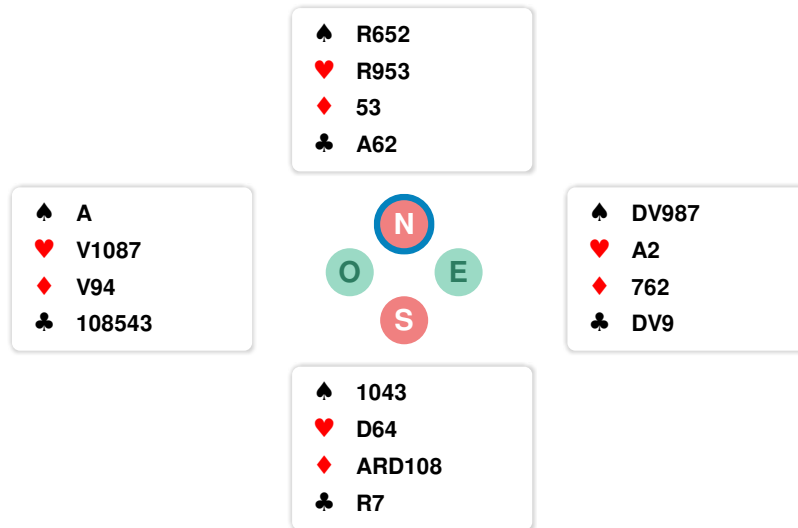 ♠ R652
♥ R953
♦ 53
♣ A62
♠ A
♥ V1087
♦ V94
♣ 108543
N
O E
S
♠ DV987
♥ A2
♦ 762
♣ DV9
♠ 1043
♥ D64
♦ ARD108
♣ R7